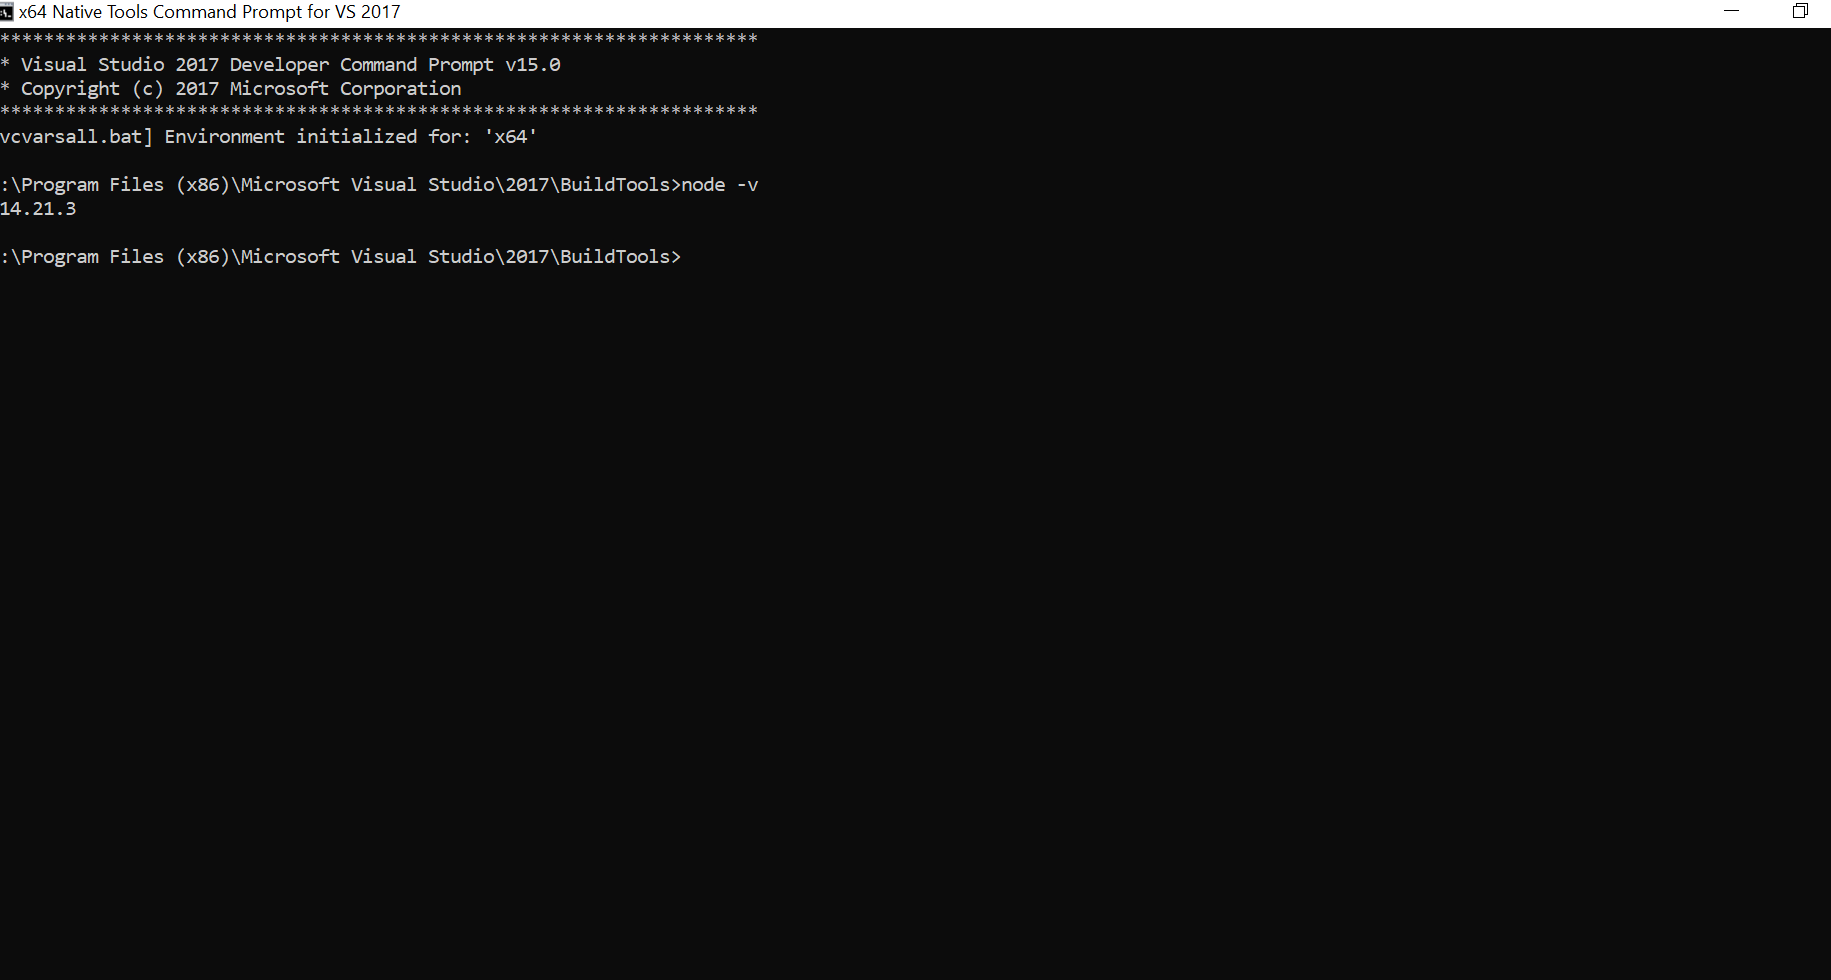 x64 Native Tools Command Prompt for VS 2017
**********************************************************************
* Visual Studio 2017 Developer Command Prompt v15.0
* Copyright (c) 2017 Microsoft Corporation
**********************************************************************
vcvarsall.bat] Environment initialized for: 'x64'
:\Program Files (x86)\Microsoft Visual Studio\2017\BuildTools>node -v
14.21.3
:\Program Files (x86)\Microsoft Visual Studio\2017\BuildTools>